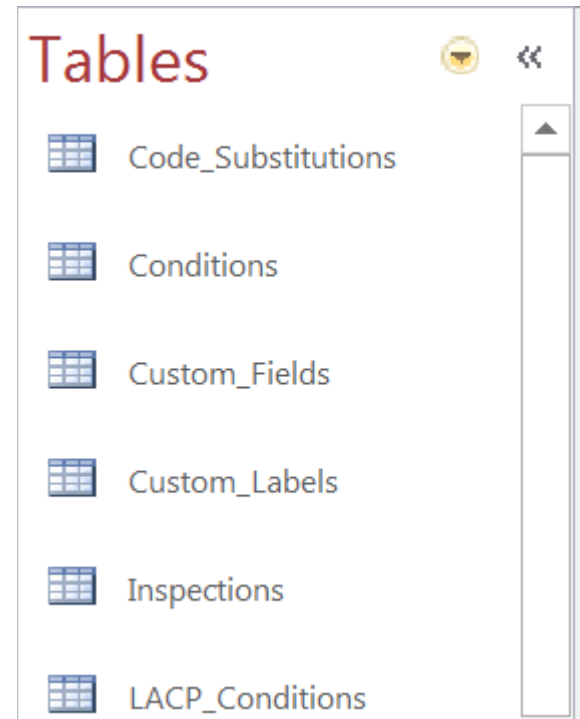 Tables
Code_Substitutions
Conditions
Custom_Fields
Custom_Labels
Inspections
LACP_Conditions